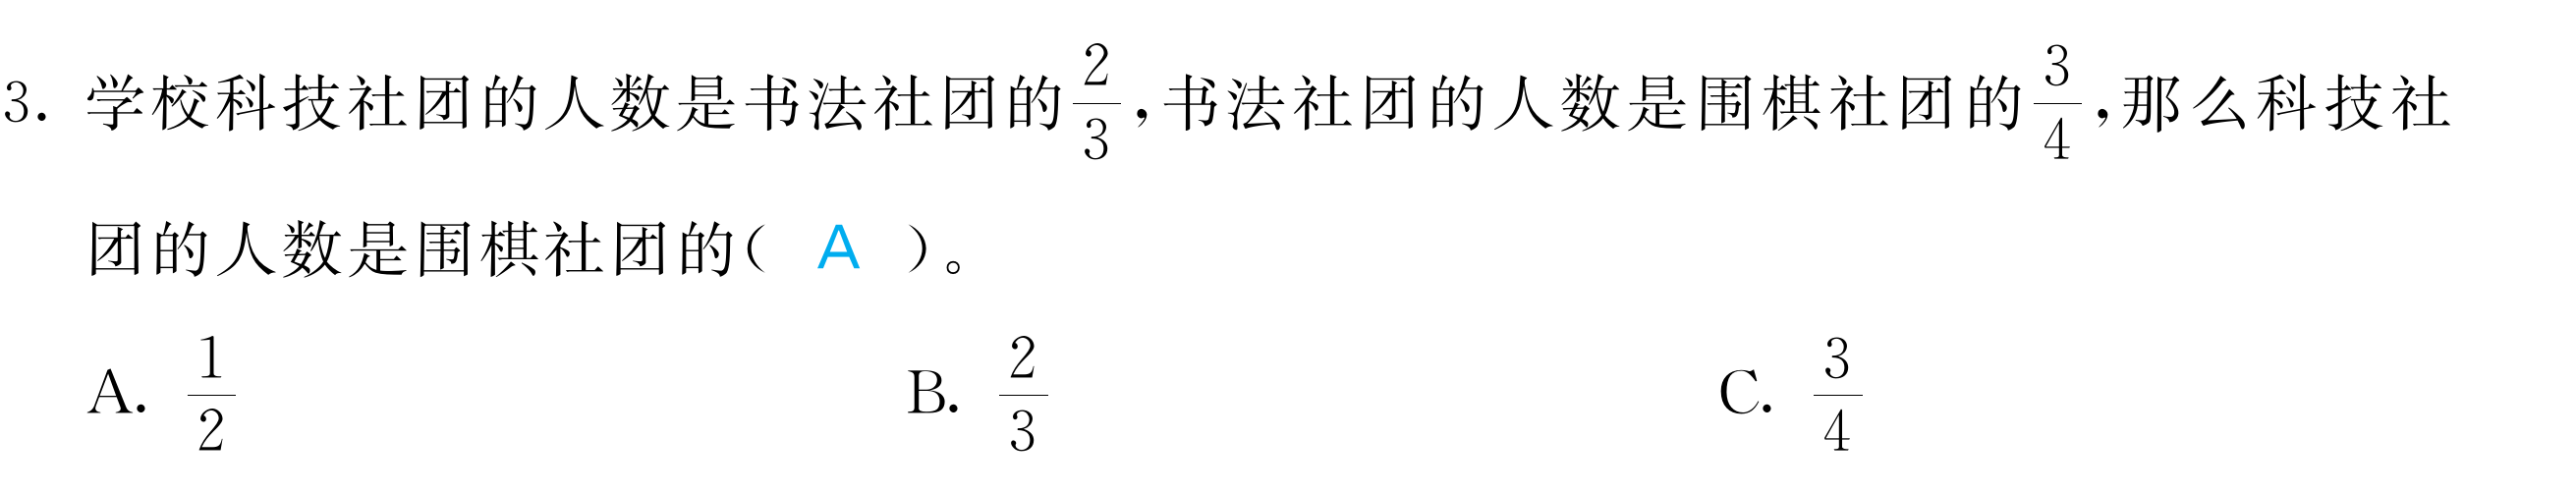 3. 学校科技社团的人数是书法社团的2/3,书法社团的人数是围棋社团的3/4,那么科技社
团的人数是围棋社团的( A )。
A. 1/2 B. 2/3 C. 3/4